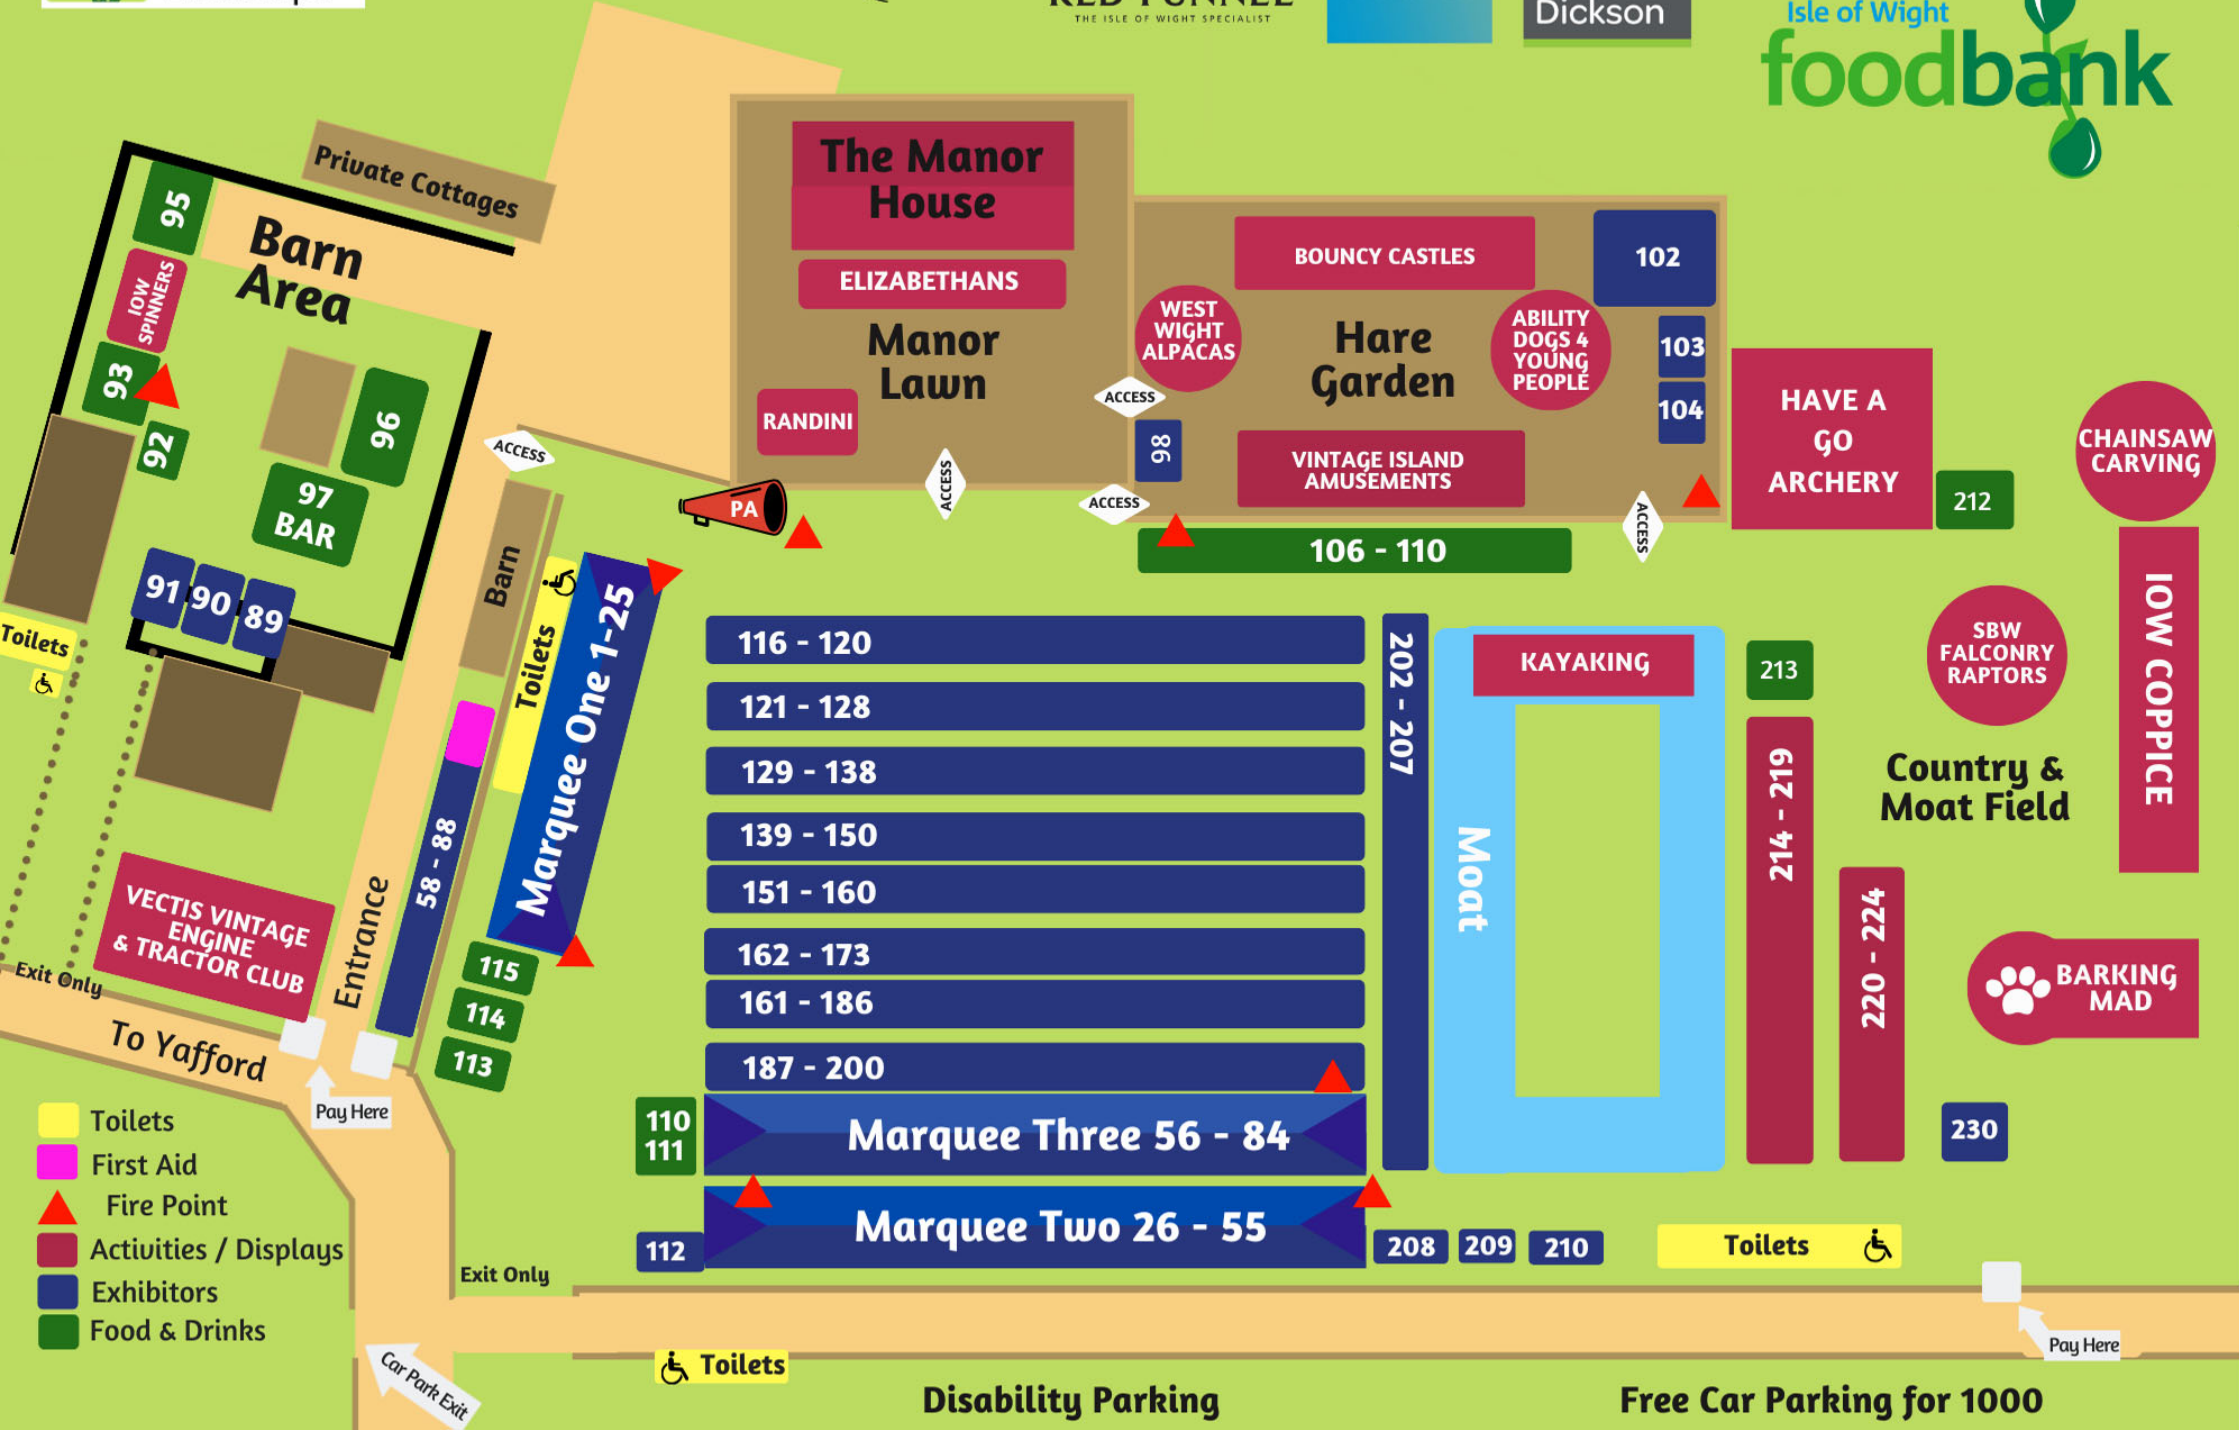 THE ISLE OF WIGHT SPECIALIST
Dickson
Isle of Wight
foodbank
Private Cottages
95
Barn
Area
IOW
SPINNERS
93
92
96
97
BAR
91
90
89
Toilets
The Manor
House
ELIZABETHANS
Manor
Lawn
RANDINI
ACCESS
ACCESS
ACCESS
ACCESS
ACCESS
PA
BOUNCY CASTLES
102
WEST
WIGHT
ALPACAS
Hare
Garden
ABILITY
DOGS 4
YOUNG
PEOPLE
103
104
98
VINTAGE ISLAND
AMUSEMENTS
106 - 110
HAVE A
GO
ARCHERY
212
CHAINSAW
CARVING
IOW COPPICE
SBW
FALCONRY
RAPTORS
Country &
Moat Field
BARKING
MAD
230
213
214 - 219
220 - 224
KAYAKING
Moat
202 - 207
Barn
Toilets
Marquee One 1-25
58 - 88
Entrance
115
114
113
116 - 120
121 - 128
129 - 138
139 - 150
151 - 160
162 - 173
161 - 186
187 - 200
110
111
Marquee Three 56 - 84
112
Marquee Two 26 - 55
208
209
210
Toilets
VECTIS VINTAGE
ENGINE
& TRACTOR CLUB
Exit Only
To Yafford
Pay Here
Toilets
First Aid
Fire Point
Activities / Displays
Exhibitors
Food & Drinks
Exit Only
Car Park Exit
Toilets
Pay Here
Disability Parking
Free Car Parking for 1000